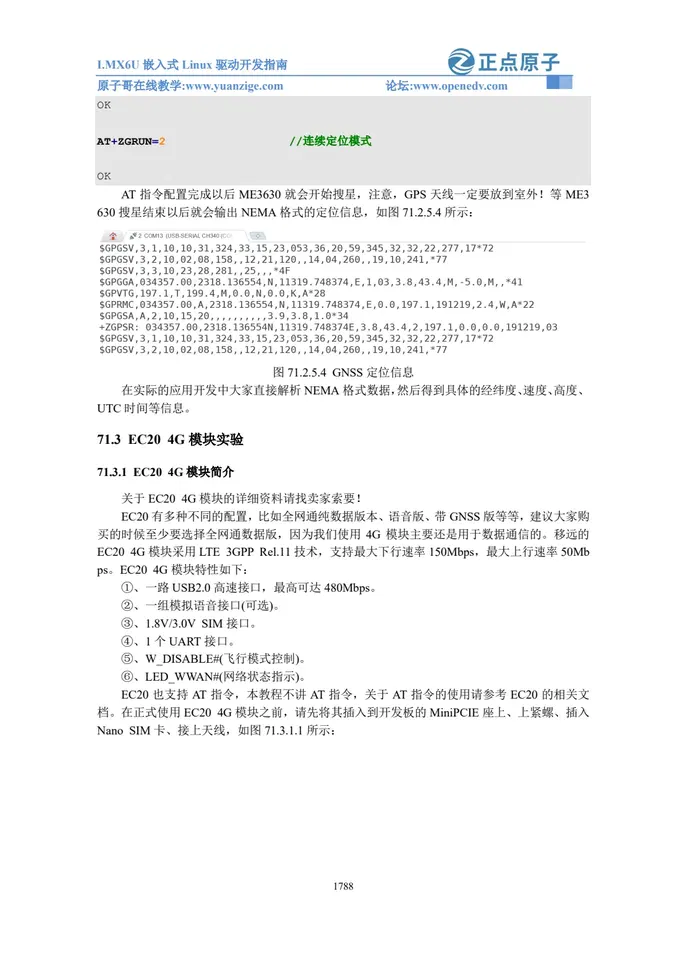 I.MX6U 嵌入式 Linux 驱动开发指南
正点原子
原子哥在线教学:www.yuanzige.com 论坛:www.openedv.com
OK
AT+ZGRUN=2 //连续定位模式
OK
AT 指令配置完成以后 ME3630 就会开始搜星，注意，GPS 天线一定要放到室外！等 ME3
630 搜星结束以后就会输出 NEMA 格式的定位信息，如图 71.2.5.4 所示：
2 COM13 (USB-SERIAL CH340 (CO
$GPGSV,3,1,10,10,31,324,33,15,23,053,36,20,59,345,32,32,22,277,17*72
$GPGSV,3,2,10,02,08,158,,12,21,120,,14,04,260,,19,10,241,*77
$GPGSV,3,3,10,23,28,281,,25,,,*4F
$GPGGA,034357.00,2318.136554,N,11319.748374,E,1,03,3.8,43.4,M,-5.0,M,,*41
$GPVTG,197.1,T,199.4,M,0.0,N,0.0,K,A*28
$GPRMC,034357.00,A,2318.136554,N,11319.748374,E,0.0,197.1,191219,2.4,W,A*22
$GPGSA,A,2,10,15,20,,,,,,,,,,3.9,3.8,1.0*34
+ZGPSR: 034357.00,2318.136554N,11319.748374E,3.8,43.4,2,197.1,0.0,0.0,191219,03
$GPGSV,3,1,10,10,31,324,33,15,23,053,36,20,59,345,32,32,22,277,17*72
$GPGSV,3,2,10,02,08,158,,12,21,120,,14,04,260,,19,10,241,*77
图 71.2.5.4 GNSS 定位信息
在实际的应用开发中大家直接解析 NEMA 格式数据，然后得到具体的经纬度、速度、高度、
UTC 时间等信息。
71.3 EC20 4G 模块实验
71.3.1 EC20 4G 模块简介
关于 EC20 4G 模块的详细资料请找卖家索要！
EC20 有多种不同的配置，比如全网通纯数据版本、语音版、带 GNSS 版等等，建议大家购
买的时候至少要选择全网通数据版，因为我们使用 4G 模块主要还是用于数据通信的。移远的
EC20 4G 模块采用 LTE 3GPP Rel.11 技术，支持最大下行速率 150Mbps，最大上行速率 50Mb
ps。EC20 4G 模块特性如下：
①、一路 USB2.0 高速接口，最高可达 480Mbps。
②、一组模拟语音接口(可选)。
③、1.8V/3.0V SIM 接口。
④、1 个 UART 接口。
⑤、W_DISABLE#(飞行模式控制)。
⑥、LED_WWAN#(网络状态指示)。
EC20 也支持 AT 指令，本教程不讲 AT 指令，关于 AT 指令的使用请参考 EC20 的相关文
档。在正式使用 EC20 4G 模块之前，请先将其插入到开发板的 MiniPCIE 座上、上紧螺、插入
Nano SIM 卡、接上天线，如图 71.3.1.1 所示：
1788